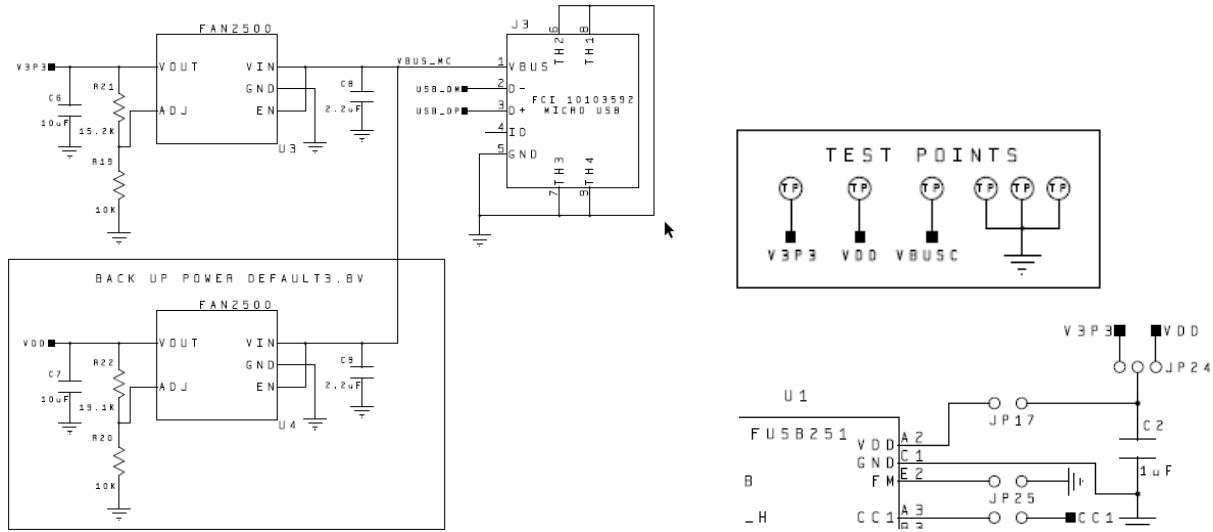 FAN2500
V3P3
VOUT
VIN
GND
ADJ
EN
U3
R21
15.2K
R19
10K
C6
10uF
C8
2.2uF
VBUS_MC
J3
TH2
6
TH1
8
1
VBUS
USB_DM
2
D-
USB_DP
3
D+
4
ID
5
GND
FCI 10103592
MICRO USB
TH3
7
TH4
9
BACK UP POWER DEFAULT3.8V
FAN2500
VDD
VOUT
VIN
GND
ADJ
EN
U4
R22
19.1K
R20
10K
C7
10uF
C9
2.2uF
TEST POINTS
TP
TP
TP
TP
TP
TP
V3P3
VDD
VBUSC
V3P3
VDD
JP24
U1
FUSB251
VDD
A2
JP17
C2
1uF
GND
C1
FM
E2
JP25
B
_H
CC1
A3
CC1
B3